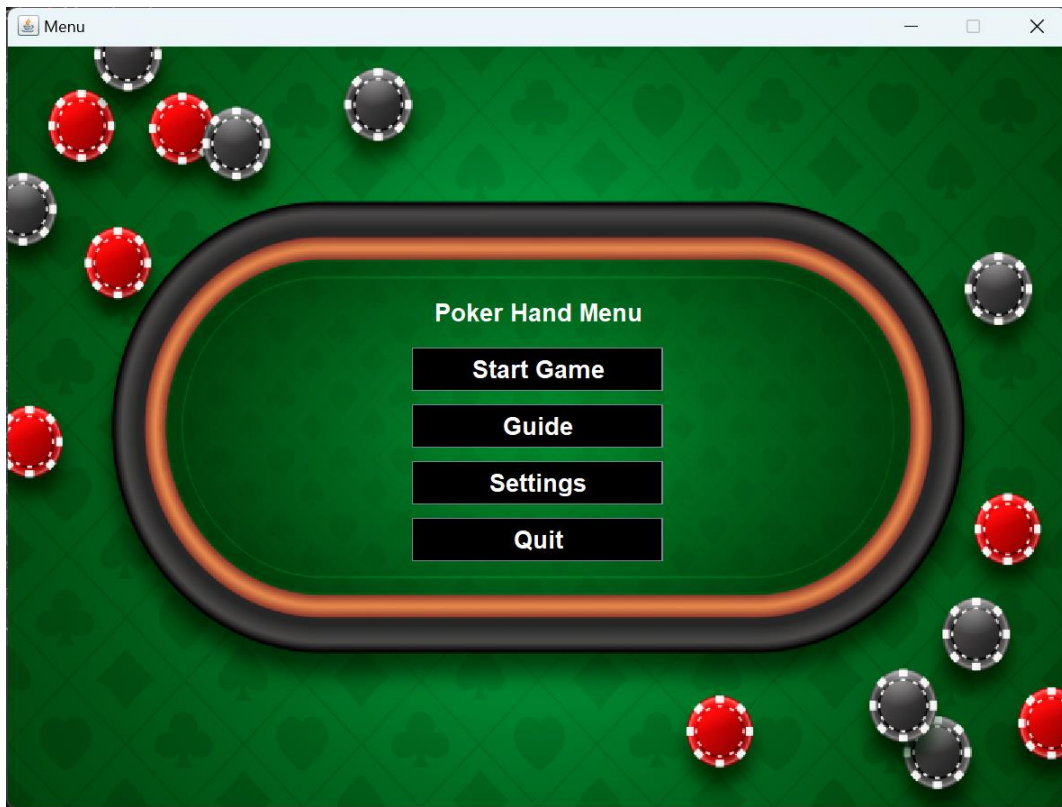 Menu
Poker Hand Menu
Start Game
Guide
Settings
Quit